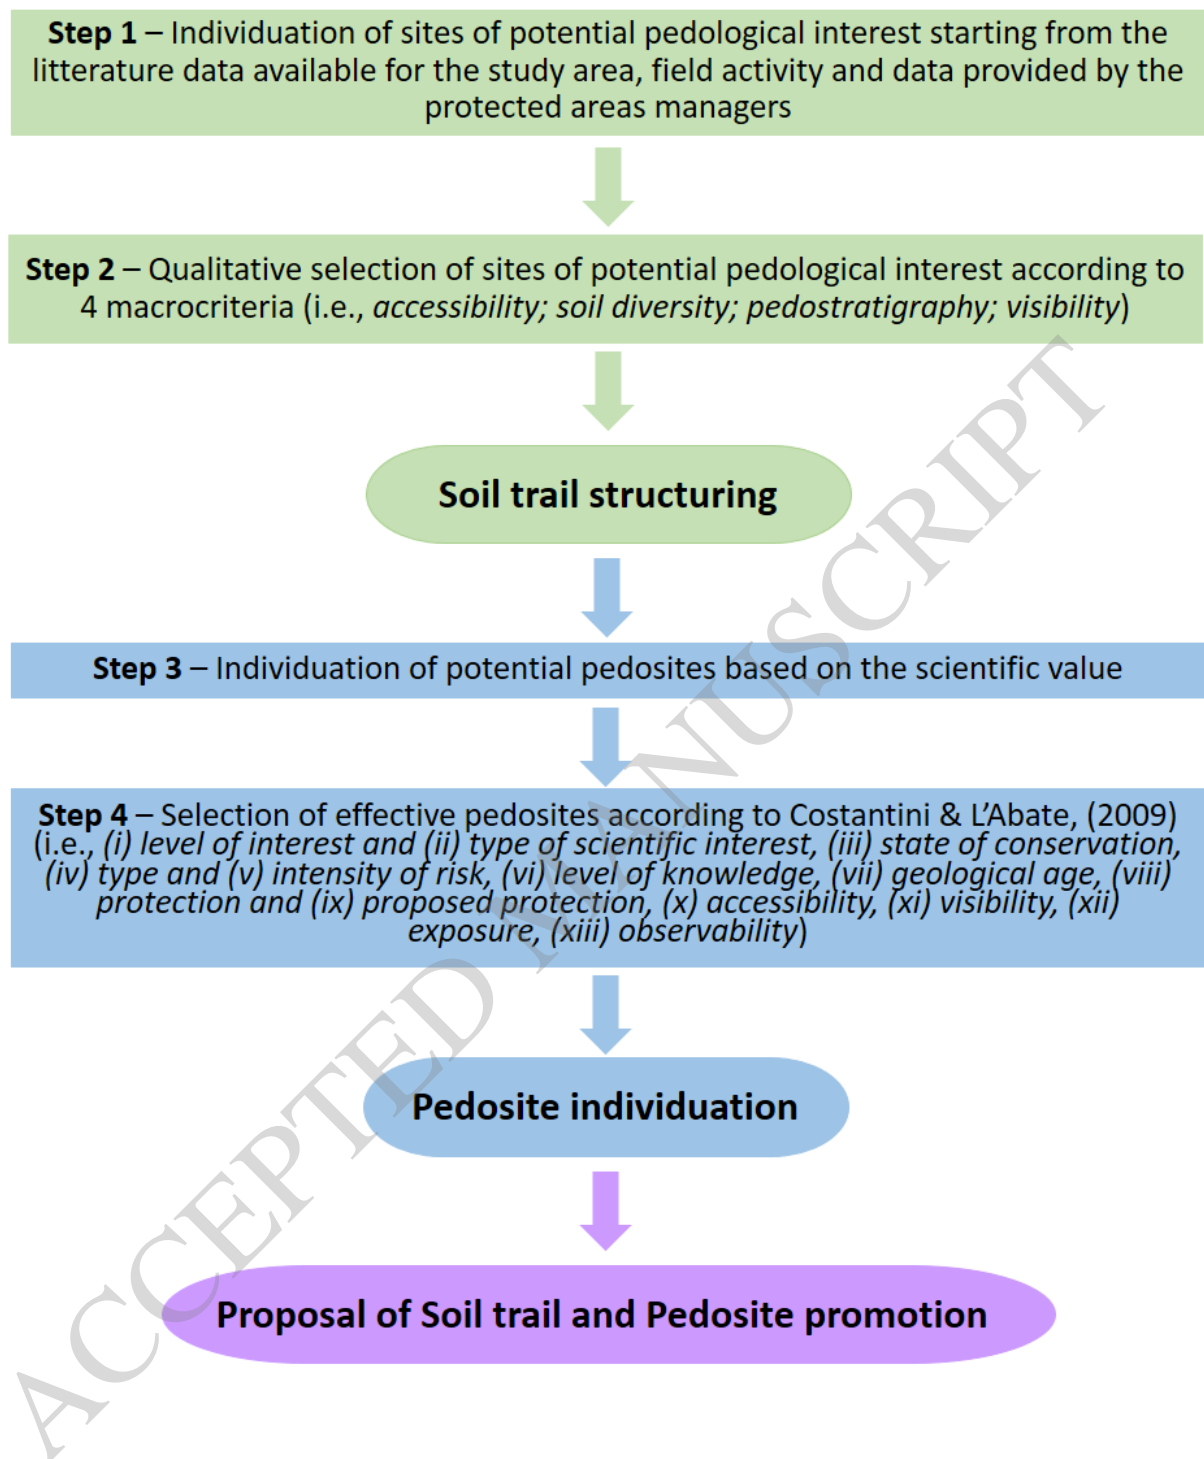 Step 1 – Individuation of sites of potential pedological interest starting from the
litterature data available for the study area, field activity and data provided by the
protected areas managers
Step 2 – Qualitative selection of sites of potential pedological interest according to
4 macrocriteria (i.e., accessibility; soil diversity; pedostratigraphy; visibility)
Soil trail structuring
Step 3 – Individuation of potential pedosites based on the scientific value
Step 4 – Selection of effective pedosites according to Costantini & L'Abate, (2009)
(i.e., (i) level of interest and (ii) type of scientific interest, (iii) state of conservation,
(iv) type and (v) intensity of risk, (vi) level of knowledge, (vii) geological age, (viii)
protection and (ix) proposed protection, (x) accessibility, (xi) visibility, (xii)
exposure, (xiii) observability)
Pedosite individuation
Proposal of Soil trail and Pedosite promotion
ACCEPTED MANUSCRIPT